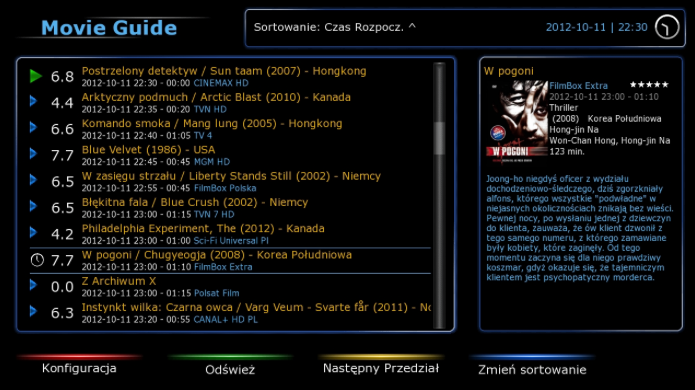 Movie Guide
Sortowanie: Czas Rozpocz. ^
2012-10-11 | 22:30
6.8
Postrzelony detektyw / Sun taam (2007) - Hongkong
2012-10-11 22:30 - 00:00 CINEMAX HD
4.4
Arktyczny podmuch / Arctic Blast (2010) - Kanada
2012-10-11 22:35 - 00:20 TVN HD
6.6
Komando smoka / Mang lung (2005) - Hongkong
2012-10-11 22:40 - 01:05 TV 4
7.7
Blue Velvet (1986) - USA
2012-10-11 22:45 - 00:45 MGM HD
6.5
W zasięgu strzału / Liberty Stands Still (2002) - Niemcy
2012-10-11 22:55 - 00:45 FilmBox Polska
6.5
Błękitna fala / Blue Crush (2002) - Niemcy
2012-10-11 23:00 - 01:15 TVN 7 HD
4.2
Philadelphia Experiment, The (2012) - Kanada
2012-10-11 23:00 - 01:00 Sci-Fi Universal Pl
7.7
W pogoni / Chugyeogja (2008) - Korea Południowa
2012-10-11 23:00 - 01:10 FilmBox Extra
0.0
Z Archiwum X
2012-10-11 23:00 - 01:15 Polsat Film
6.3
Instynkt wilka: Czarna owca / Varg Veum - Svarte får (2011) - No
2012-10-11 23:20 - 00:55 CANAL+ HD PL
W pogoni
W POGONI
FilmBox Extra
2012-10-11 23:00 - 01:10
Thriller
(2008) Korea Południowa
Hong-jin Na
Won-Chan Hong, Hong-jin Na
123 min.
Joong-ho niegdyś oficer z wydziału
dochodzeniowo-śledczego, dziś zgorzkniały
alfons, którego wszystkie "podwładne" w
niejasnych okolicznościach znikają bez wieści.
Pewnej nocy, po wysłaniu jednej z dziewczyn
do klienta, zauważa, że ów klient dzwonił z
tego samego numeru, z którego zamawiane
były kobiety, które zaginęły. Od tego
momentu zaczyna się dla niego prawdziwy
koszmar, gdyż okazuje się, że tajemniczym
klientem jest psychopatyczny morderca.
Konfiguracja
Odśwież
Następny Przedział
Zmień sortowanie